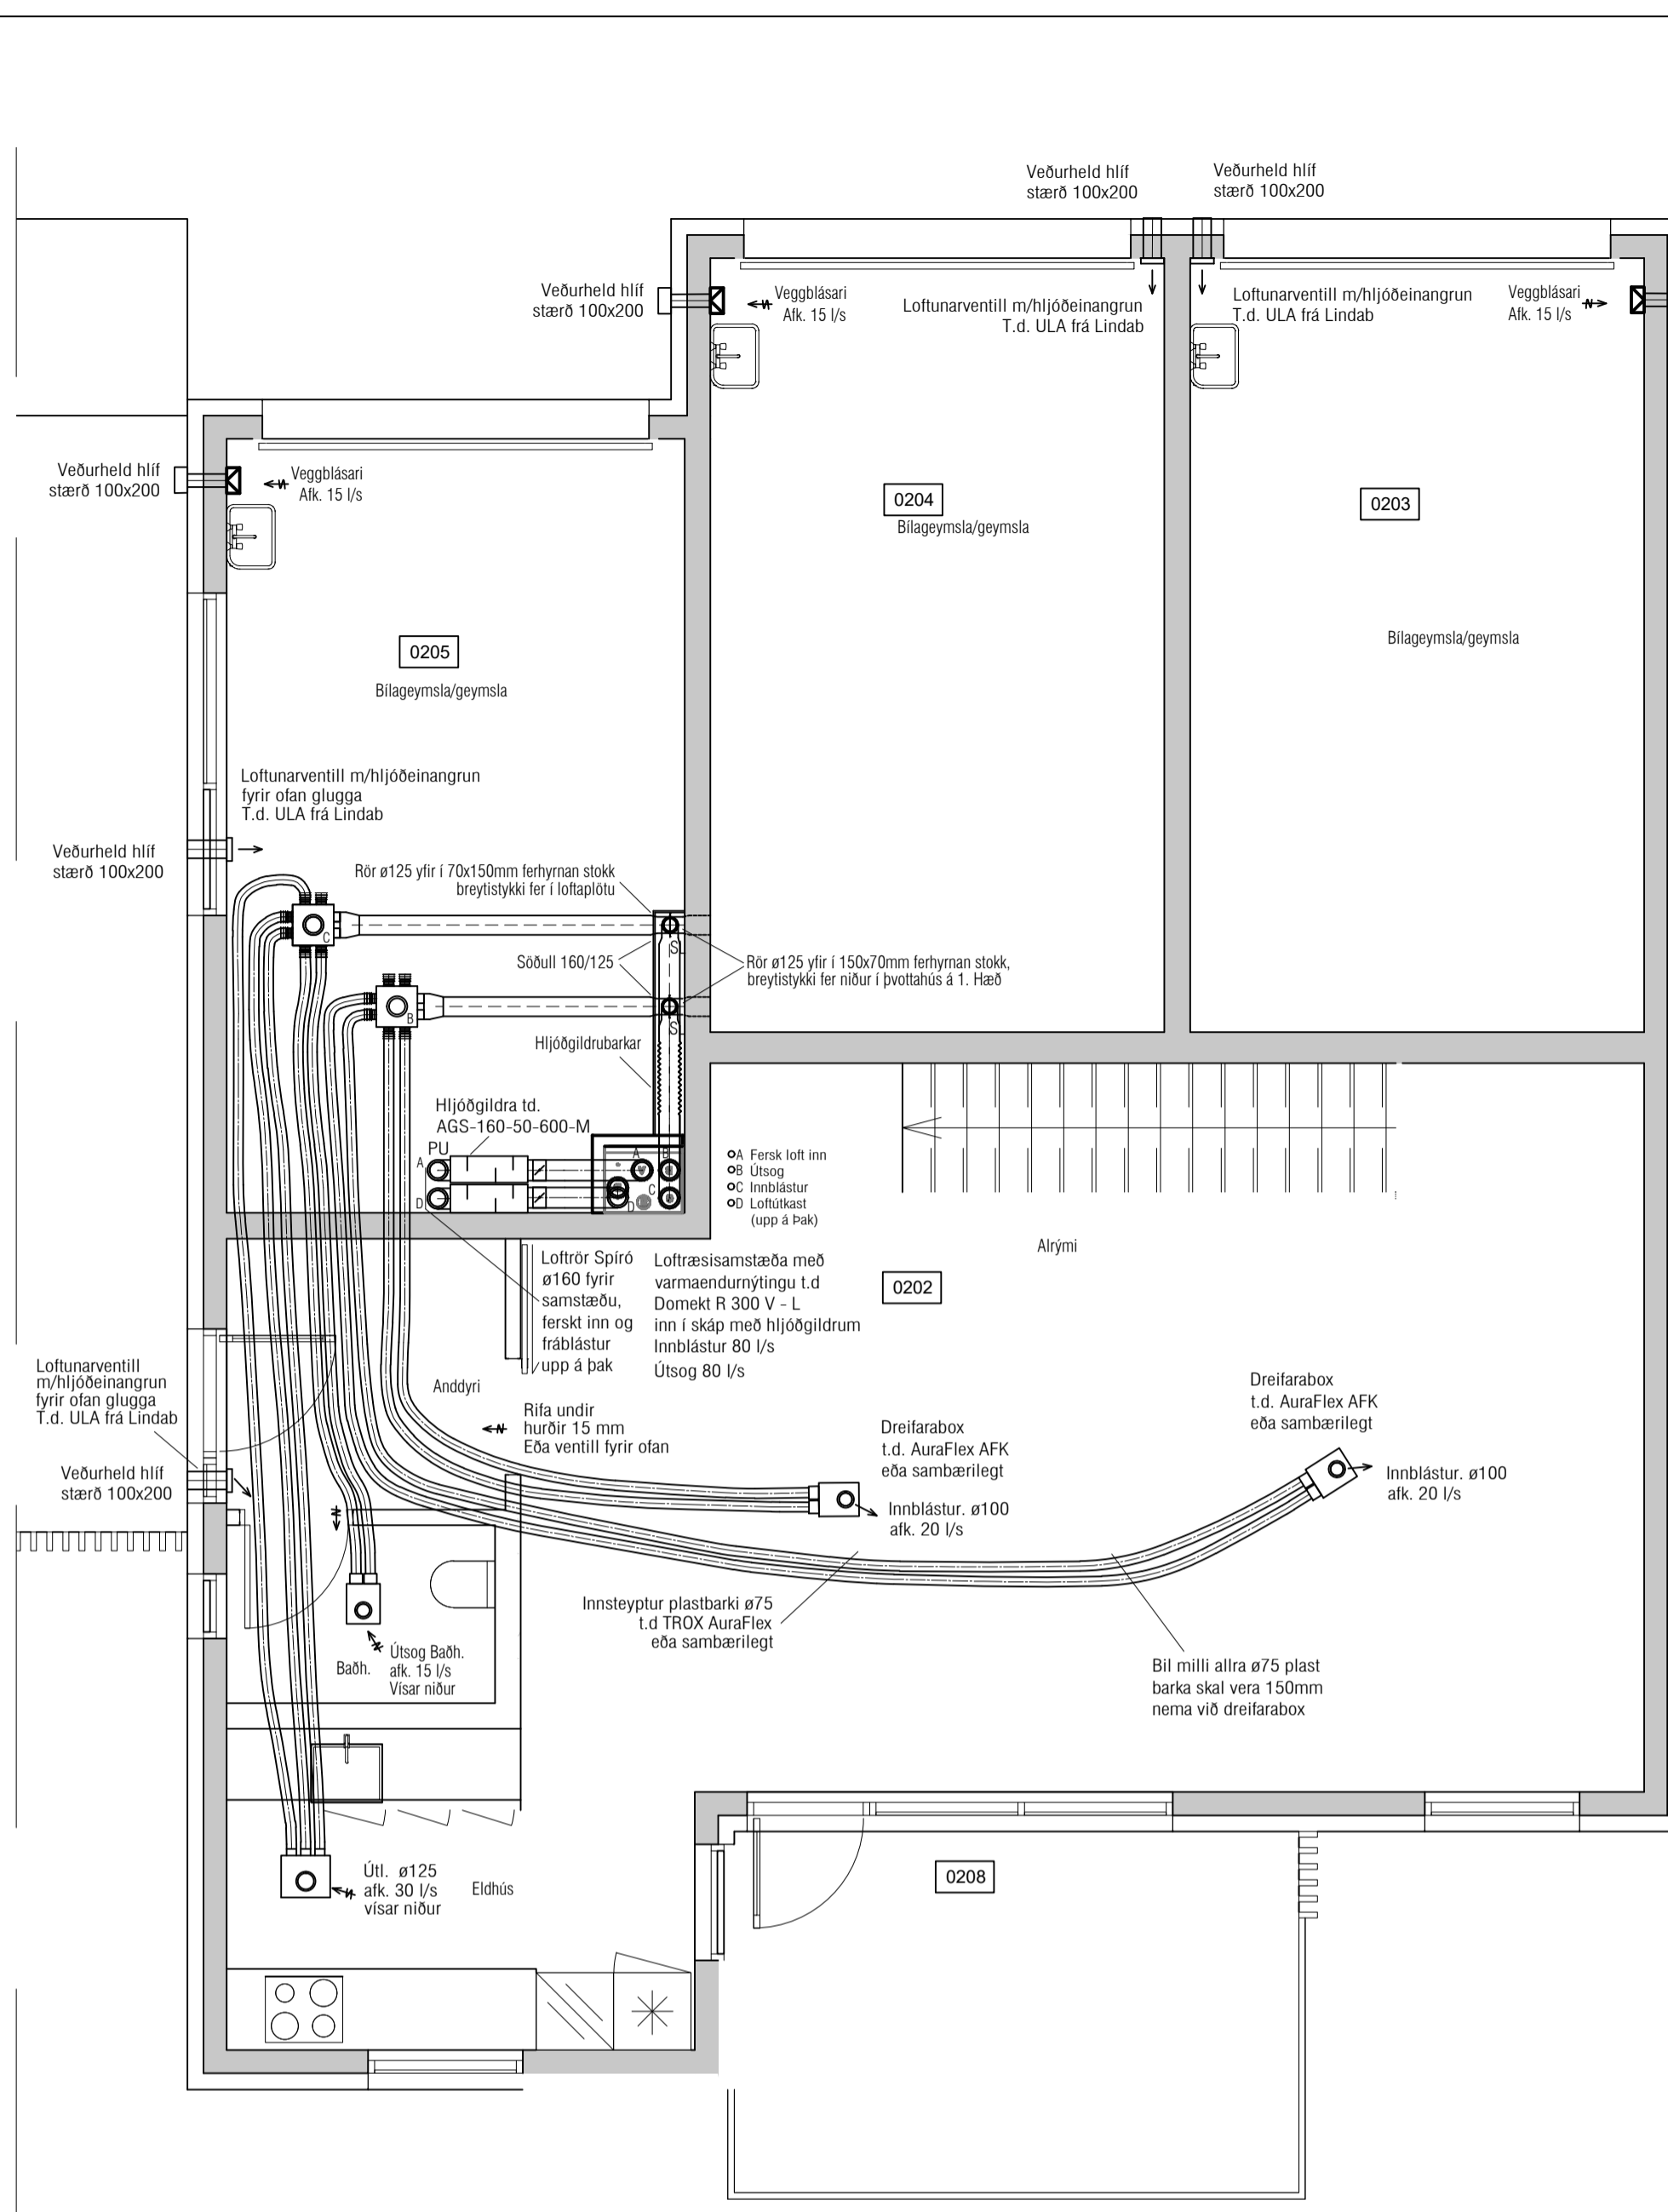 Veðurheld hlíf
stærð 100x200
Veðurheld hlíf
stærð 100x200
Veðurheld hlíf
stærð 100x200
Veggblásari
Afk. 15 l/s
Loftunarventill m/hljóðeinangrun
T.d. ULA frá Lindab
Loftunarventill m/hljóðeinangrun
T.d. ULA frá Lindab
Veggblásari
Afk. 15 l/s
Veðurheld hlíf
stærð 100x200
Veggblásari
Afk. 15 l/s
0204
Bílageymsla/geymsla
0203
Bílageymsla/geymsla
0205
Bílageymsla/geymsla
Loftunarventill m/hljóðeinangrun
fyrir ofan glugga
T.d. ULA frá Lindab
Veðurheld hlíf
stærð 100x200
Rör ø125 yfir í 70x150mm ferhyrnan stokk
breytistykki fer í loftaplötu
C
SL
Söðull 160/125
Rör ø125 yfir í 150x70mm ferhyrnan stokk,
breytistykki fer niður í þvottahús á 1. Hæð
B
SL
Hljóðgildrubarkar
Hljóðgildra td.
AGS-160-50-600-M
PU
A
D
A
B
C
D
A Fersk loft inn
B Útsog
C Innblástur
D Loftútkast
(upp á Þak)
Alrými
0202
Loftrör Spíró
ø160 fyrir
samstæðu,
ferskt inn og
fráblástur
upp á þak
Loftræsisamstæða með
varmaendurnýtingu t.d
Domekt R 300 V - L
inn í skáp með hljóðgildrum
Innblástur 80 l/s
Útsog 80 l/s
Loftunarventill
m/hljóðeinangrun
fyrir ofan glugga
T.d. ULA frá Lindab
Anddyri
Rifa undir
hurðir 15 mm
Eða ventill fyrir ofan
Dreifarabox
t.d. AuraFlex AFK
eða sambærilegt
Dreifarabox
t.d. AuraFlex AFK
eða sambærilegt
Veðurheld hlíf
stærð 100x200
Innblástur. ø100
afk. 20 l/s
Innblástur. ø100
afk. 20 l/s
Innsteyptur plastbarki ø75
t.d TROX AuraFlex
eða sambærilegt
Baðh.
Útsog Baðh.
afk. 15 l/s
Vísar niður
Bil milli allra ø75 plast
barka skal vera 150mm
nema við dreifarabox
Útl. ø125
afk. 30 l/s
vísar niður
Eldhús
0208